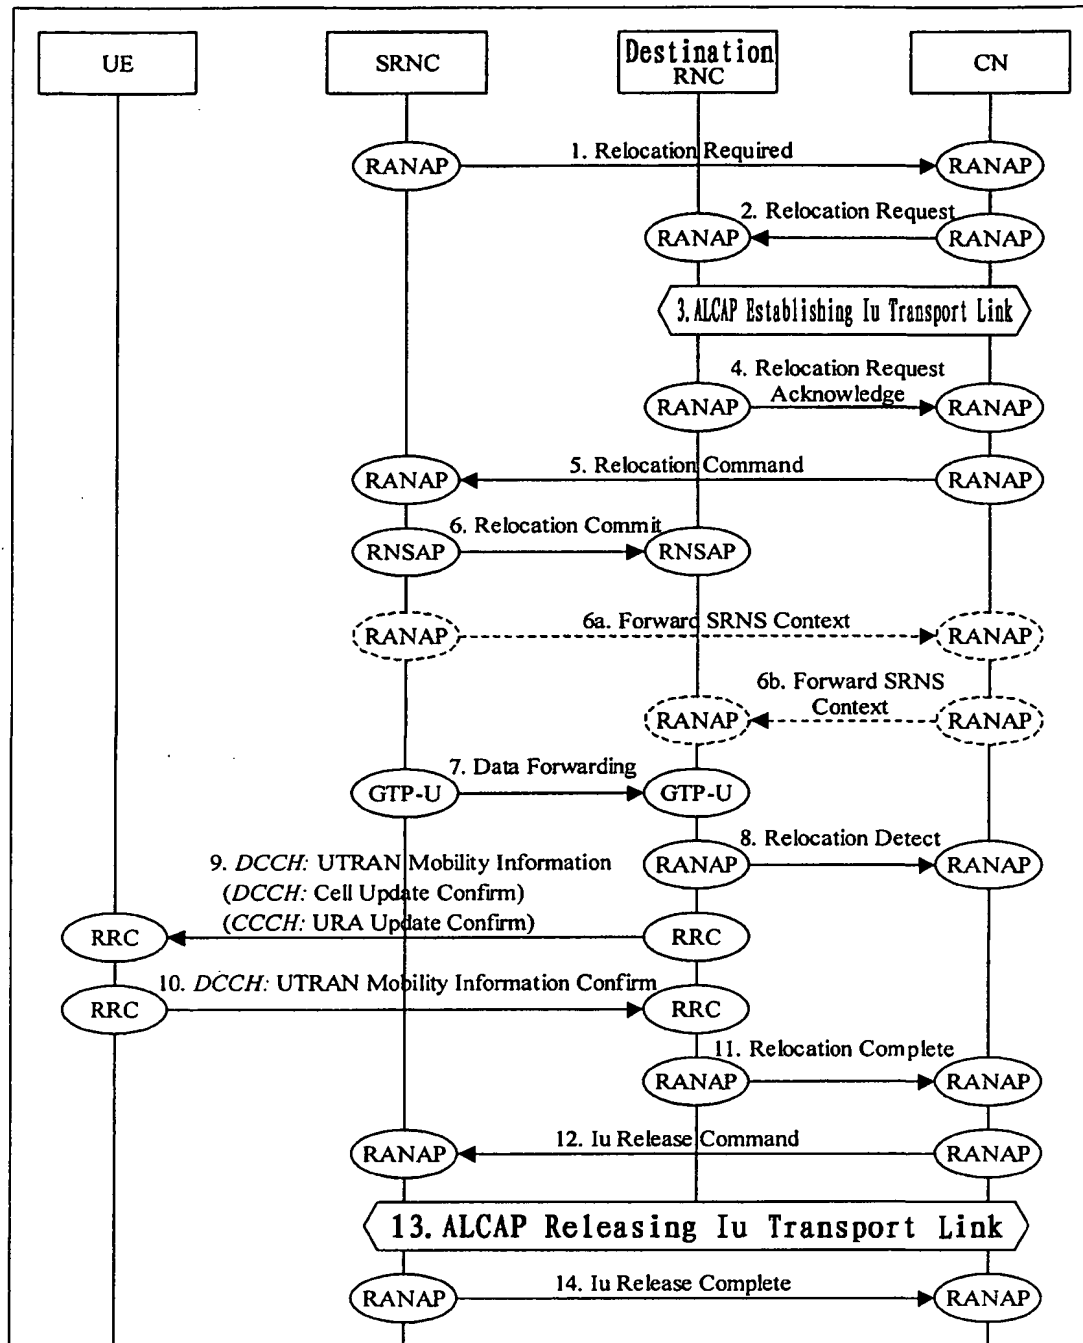 UE
SRNC
Destination
RNC
CN
1. Relocation Required
RANAP
RANAP
2. Relocation Request
RANAP
RANAP
3. ALCAP Establishing Iu Transport Link
4. Relocation Request
Acknowledge
RANAP
RANAP
5. Relocation Command
RANAP
RANAP
6. Relocation Commit
RNSAP
RNSAP
6a. Forward SRNS Context
RANAP
RANAP
6b. Forward SRNS
Context
RANAP
RANAP
7. Data Forwarding
GTP-U
GTP-U
8. Relocation Detect
RANAP
RANAP
9. DCCH: UTRAN Mobility Information
(DCCH: Cell Update Confirm)
(CCCH: URA Update Confirm)
RRC
RRC
10. DCCH: UTRAN Mobility Information Confirm
RRC
RRC
11. Relocation Complete
RANAP
RANAP
12. Iu Release Command
RANAP
RANAP
13. ALCAP Releasing Iu Transport Link
14. Iu Release Complete
RANAP
RANAP